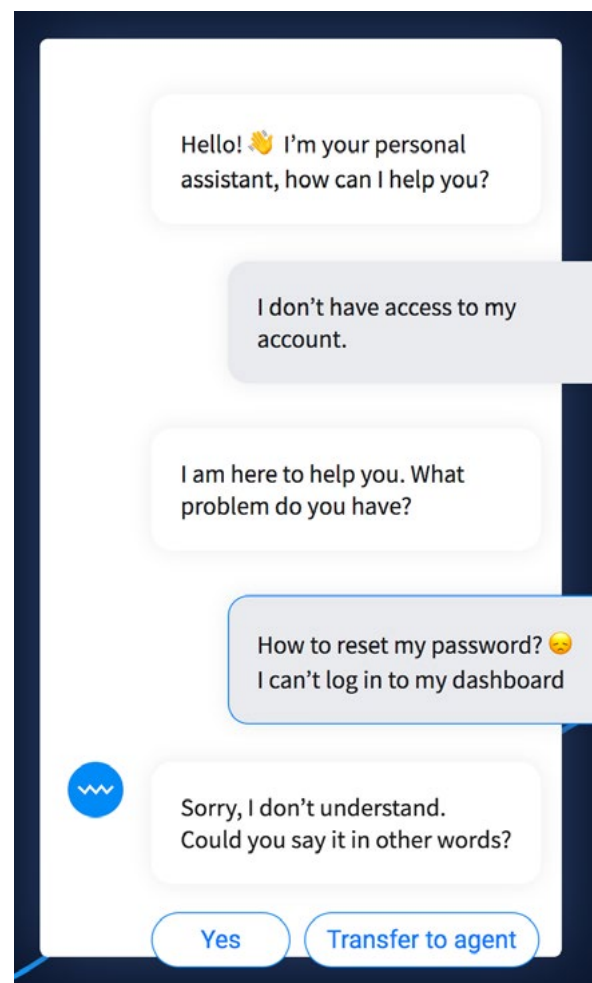 Hello! 👋 I’m your personal
assistant, how can I help you?
I don’t have access to my
account.
I am here to help you. What
problem do you have?
How to reset my password? 😞
I can’t log in to my dashboard
Sorry, I don’t understand.
Could you say it in other words?
Yes
Transfer to agent